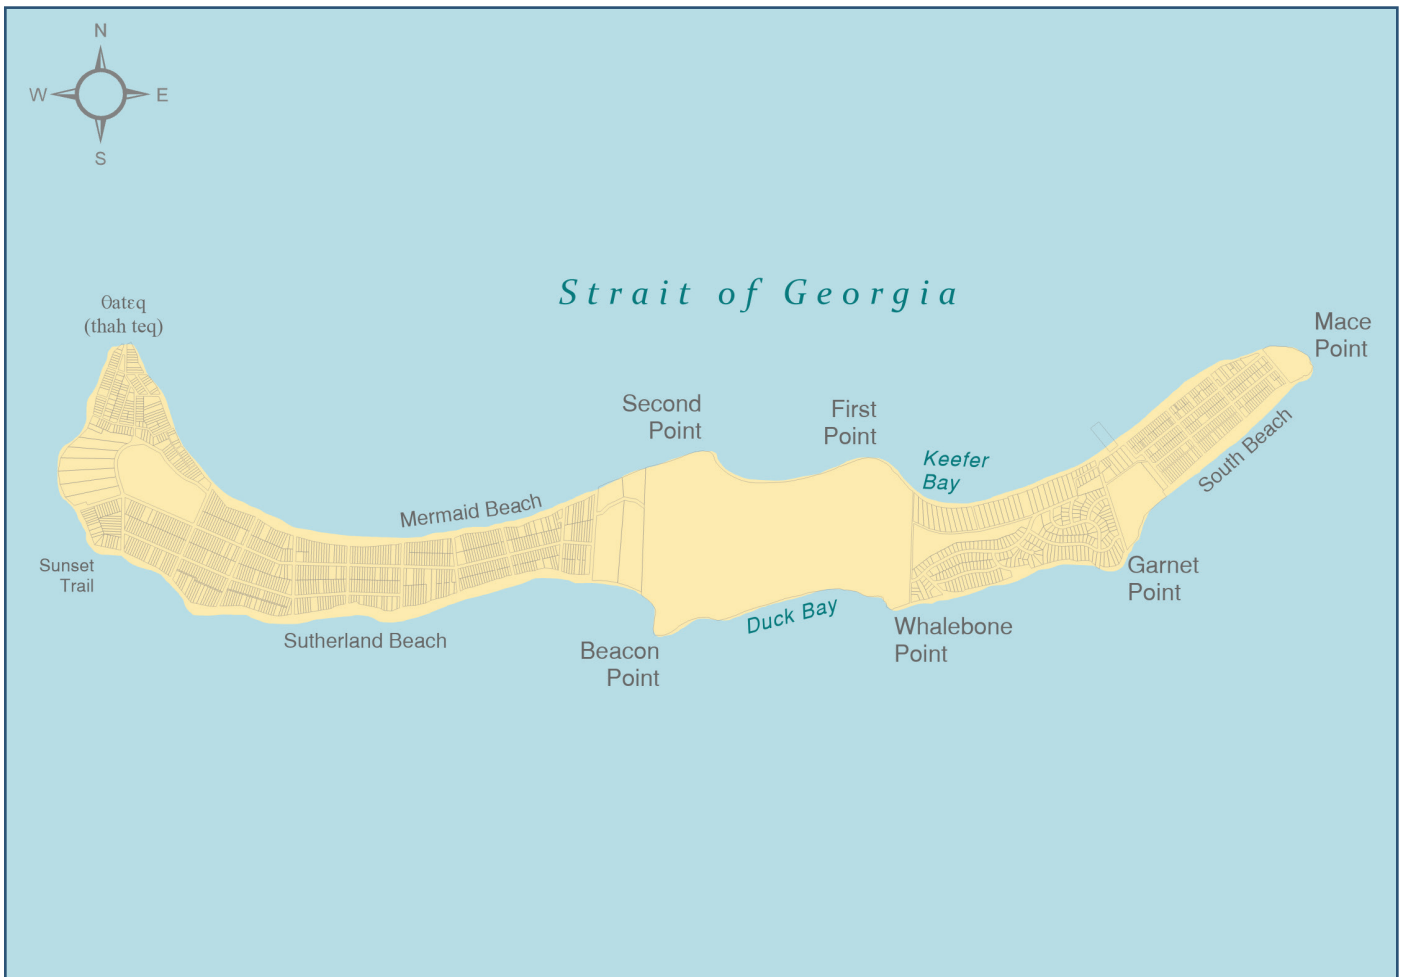 N
W
E
S
Strait of Georgia
θatɛq
(thah teq)
Mace
Point
Second
Point
First
Point
Keefer
Bay
South Beach
Mermaid Beach
Sunset
Trail
Garnet
Point
Duck Bay
Sutherland Beach
Whalebone
Point
Beacon
Point